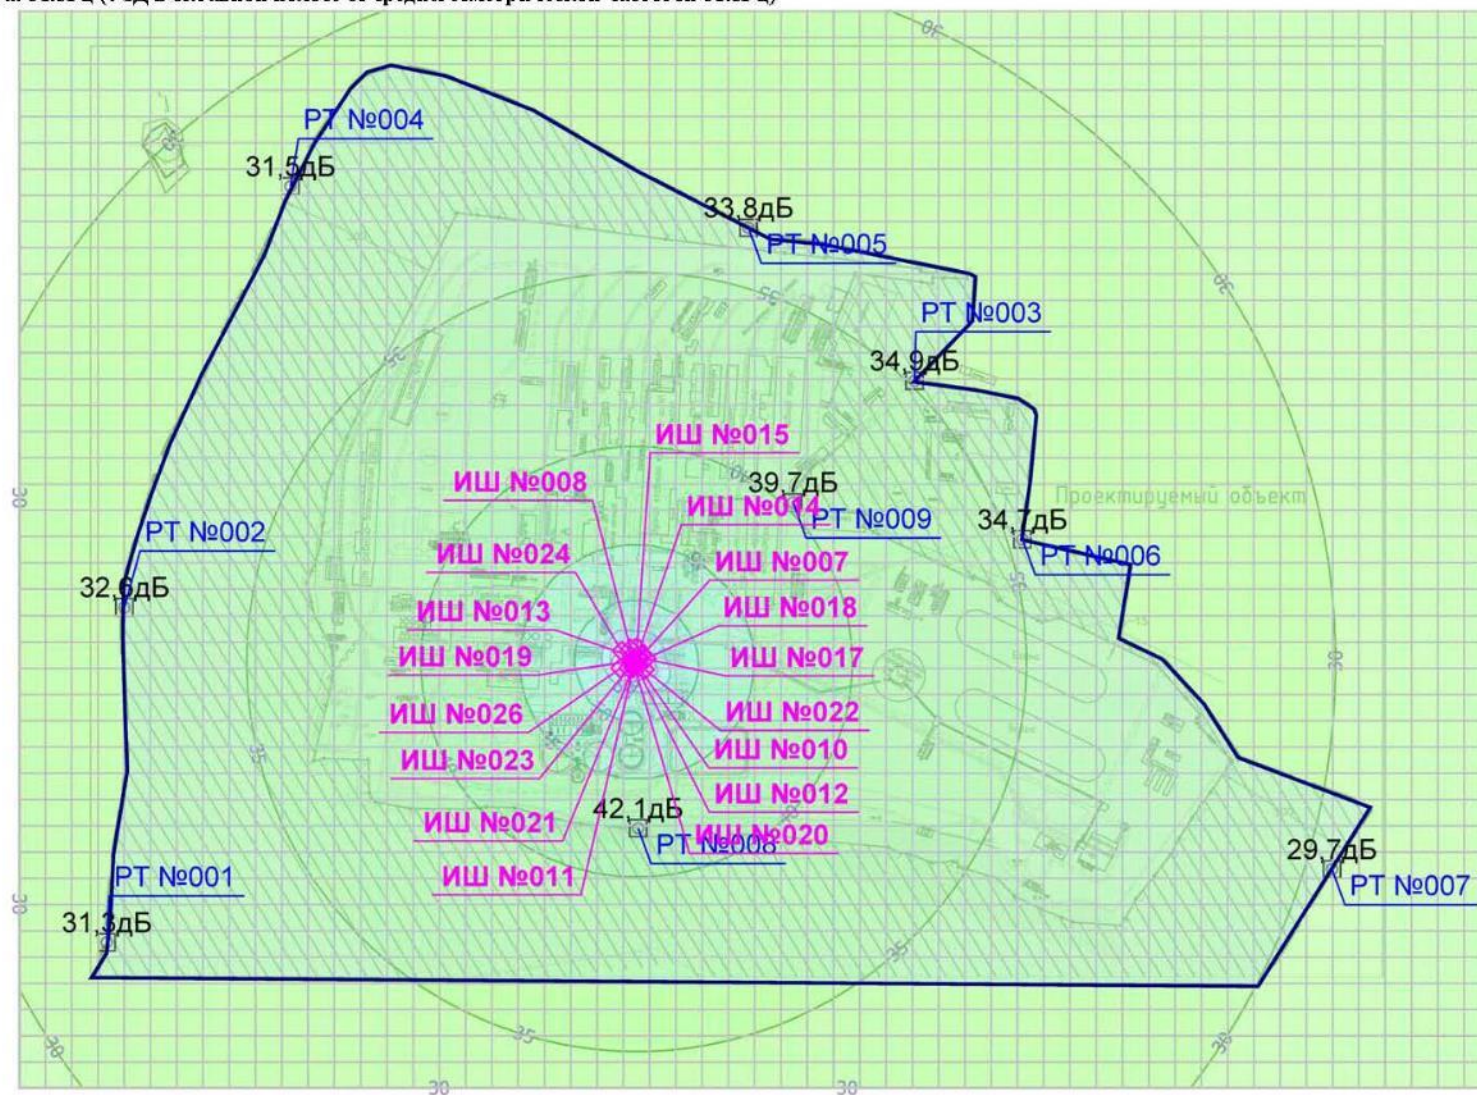 30
РТ №004
25
31,5дБ
33,8дБ
РТ №005
30
35
РТ №003
35
34,9дБ
ИШ №015
ИШ №008
40
39,7дБ
30
Проектируемый объект
ИШ №014
РТ №009
34,7дБ
РТ №002
ИШ №024
ИШ №007
РТ №006
32,6дБ
35
ИШ №013
ИШ №018
ИШ №019
ИШ №017
30
ИШ №026
ИШ №022
35
ИШ №023
ИШ №010
ИШ №012
42,1дБ
ИШ №021
ИШ №020
РТ №008
29,7дБ
РТ №001
ИШ №011
РТ №007
30
31,3дБ
35
35
30
30
30
30